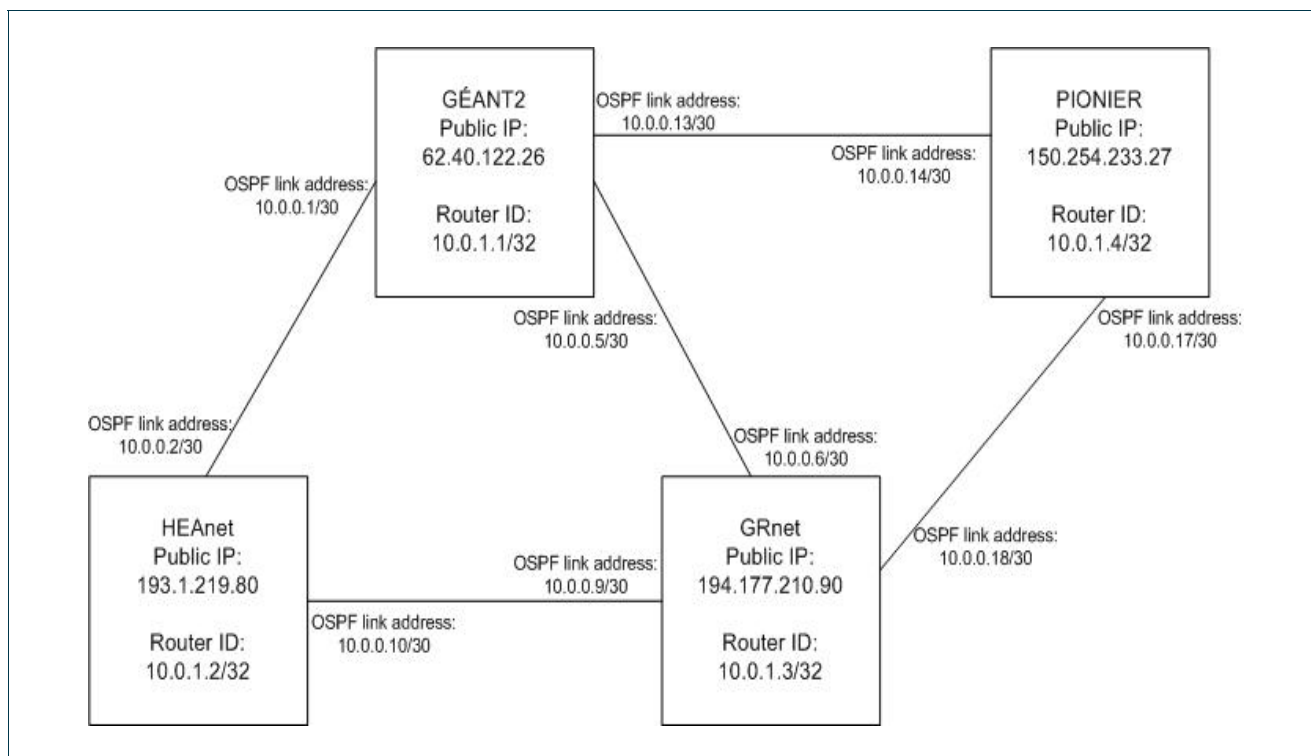 GÉANT2
Public IP:
62.40.122.26
Router ID:
10.0.1.1/32
OSPF link address:
10.0.0.13/30
OSPF link address:
10.0.0.14/30
PIONIER
Public IP:
150.254.233.27
Router ID:
10.0.1.4/32
OSPF link address:
10.0.0.1/30
OSPF link address:
10.0.0.5/30
OSPF link address:
10.0.0.17/30
OSPF link address:
10.0.0.2/30
OSPF link address:
10.0.0.6/30
HEAnet
Public IP:
193.1.219.80
Router ID:
10.0.1.2/32
OSPF link address:
10.0.0.9/30
OSPF link address:
10.0.0.10/30
GRnet
Public IP:
194.177.210.90
Router ID:
10.0.1.3/32
OSPF link address:
10.0.0.18/30